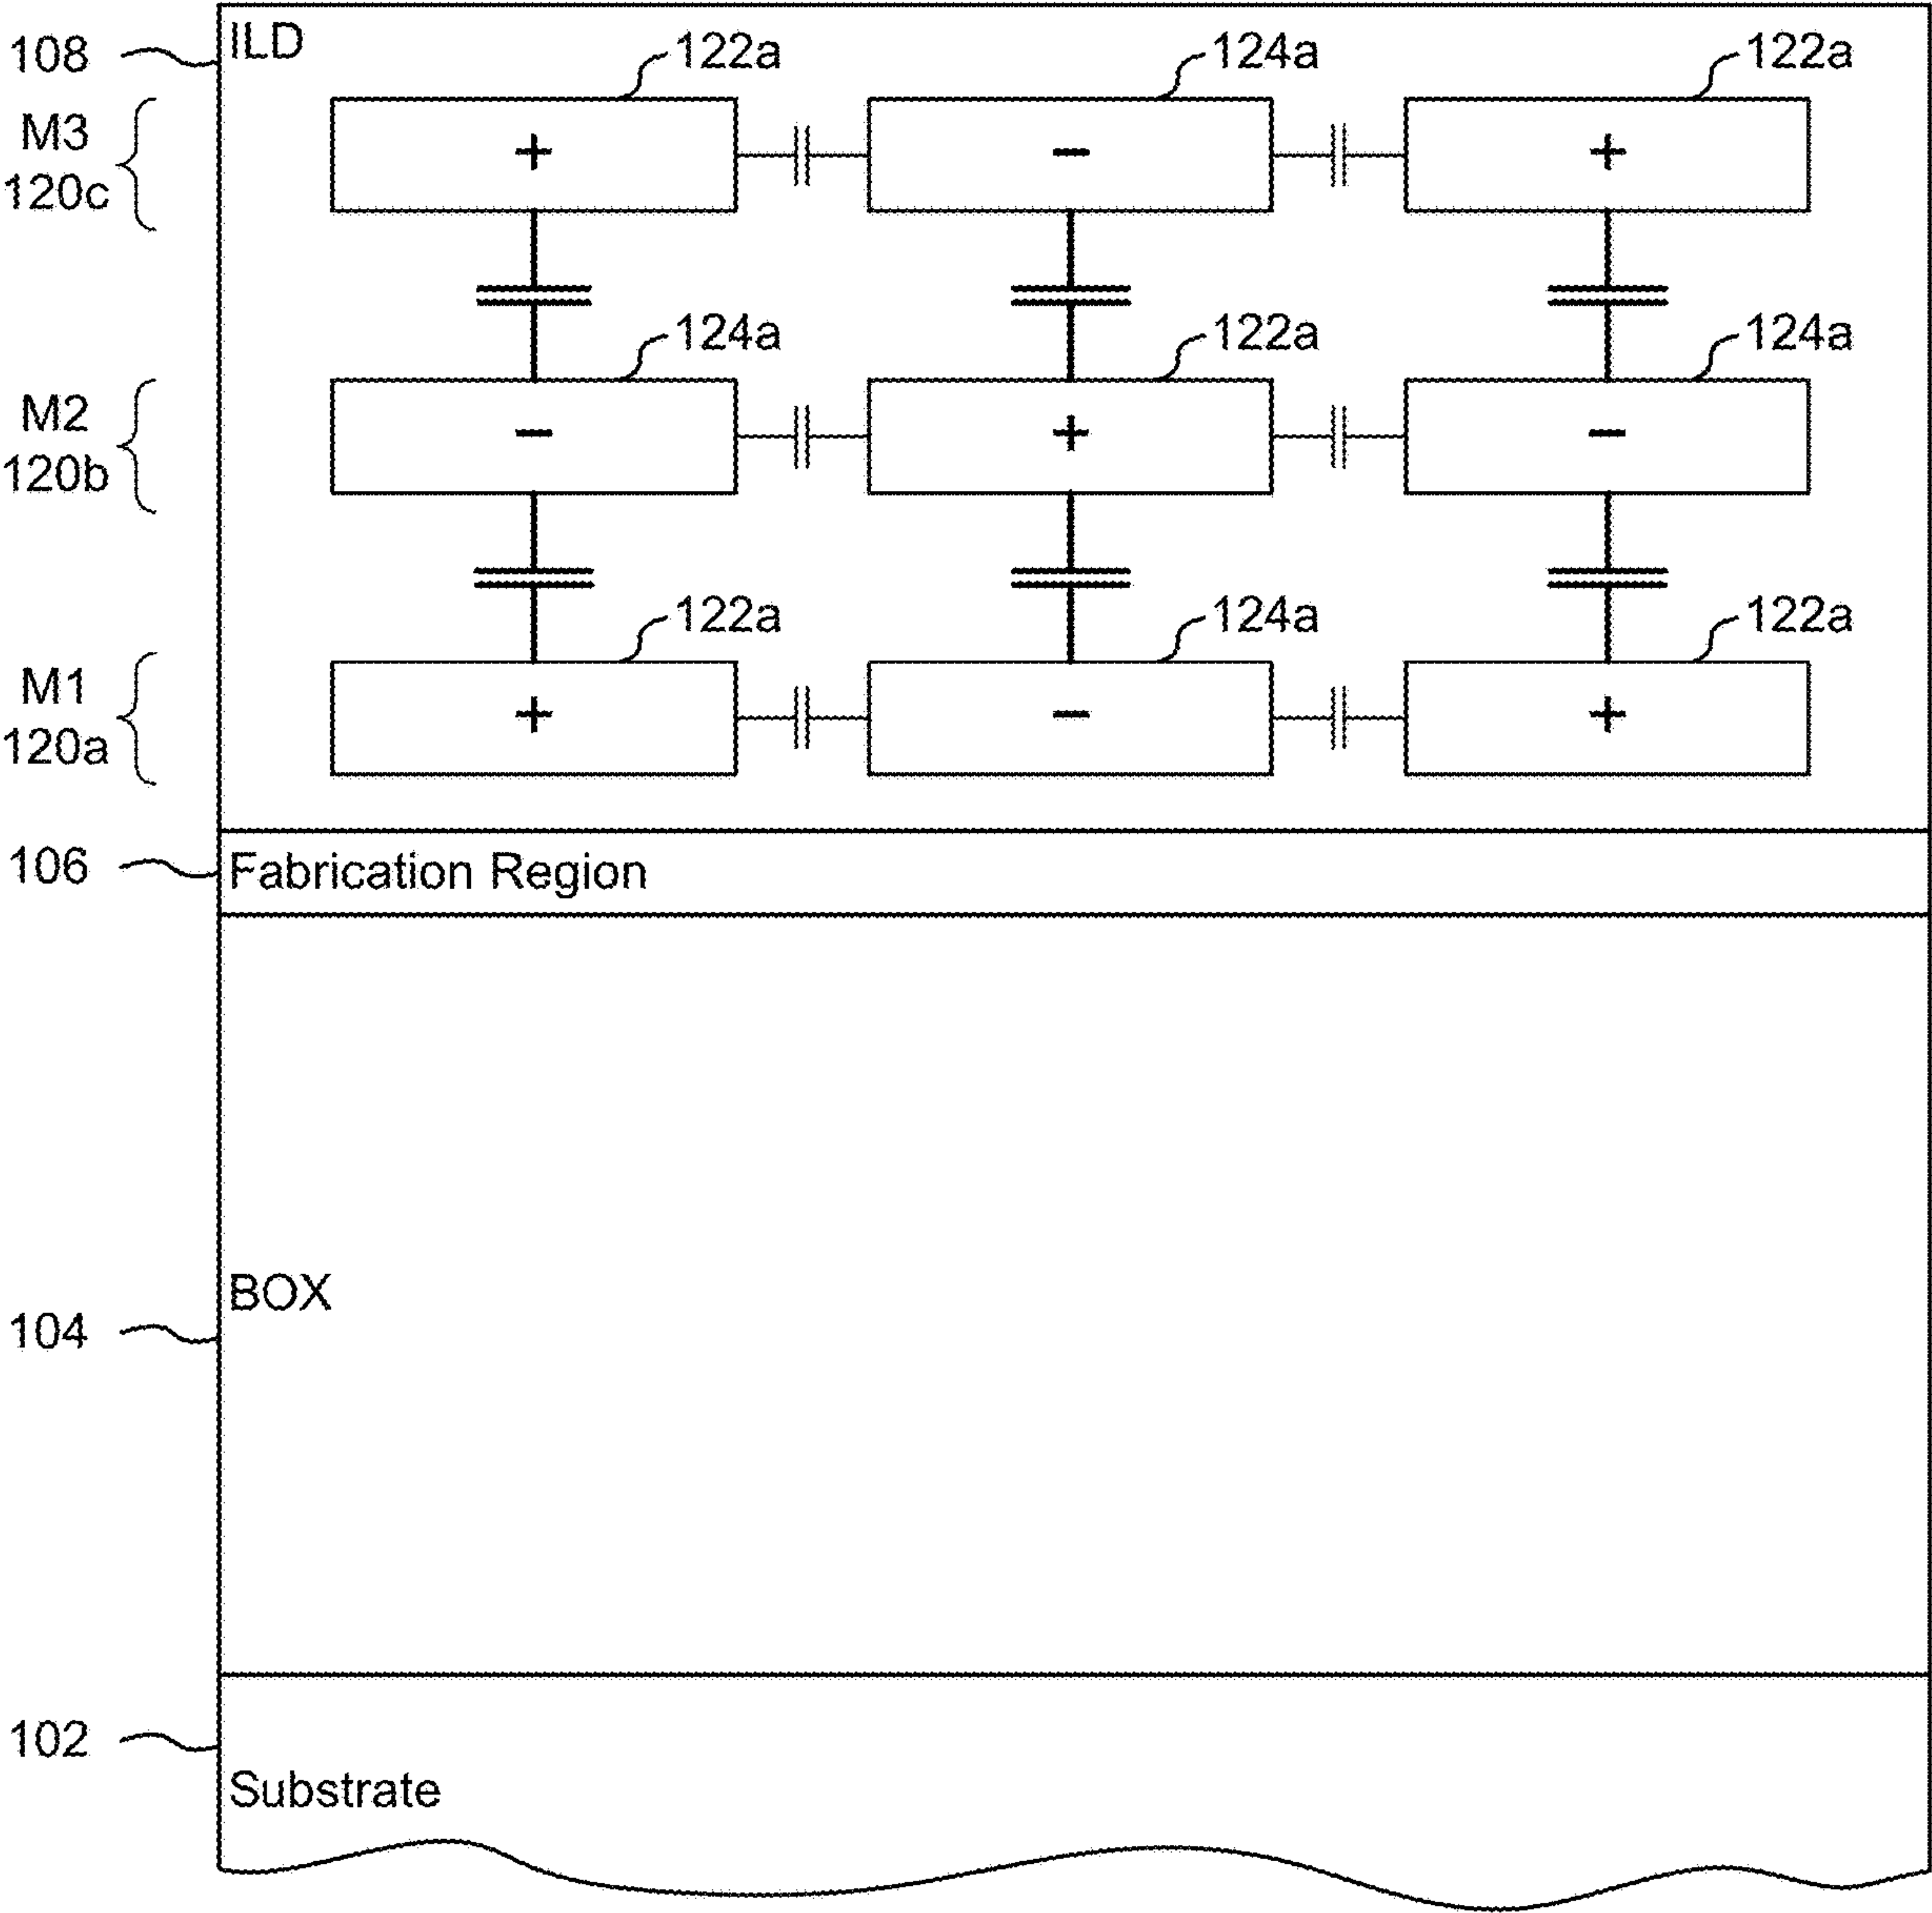 108
ILD
122a
124a
122a
M3
120c
+
−
+
124a
122a
124a
M2
120b
−
+
−
122a
124a
122a
M1
120a
+
−
+
106
Fabrication Region
BOX
104
102
Substrate